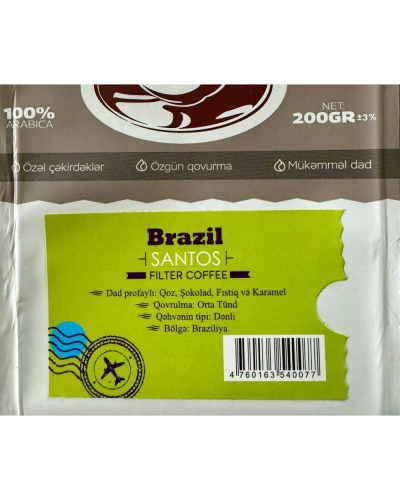 100%
ARABICA
NET:
200GR±3%
Özəl çəkirdəklər
Özgün qovurma
Mükəmməl dad
Brazil
SANTOS
FILTER COFFEE
Dad profaylı: Qoz, Şokolad, Fıstıq və Karamel
Qovrulma: Orta Tünd
Qəhvənin tipi: Dənli
Bölgə: Braziliya
4 760163 540077